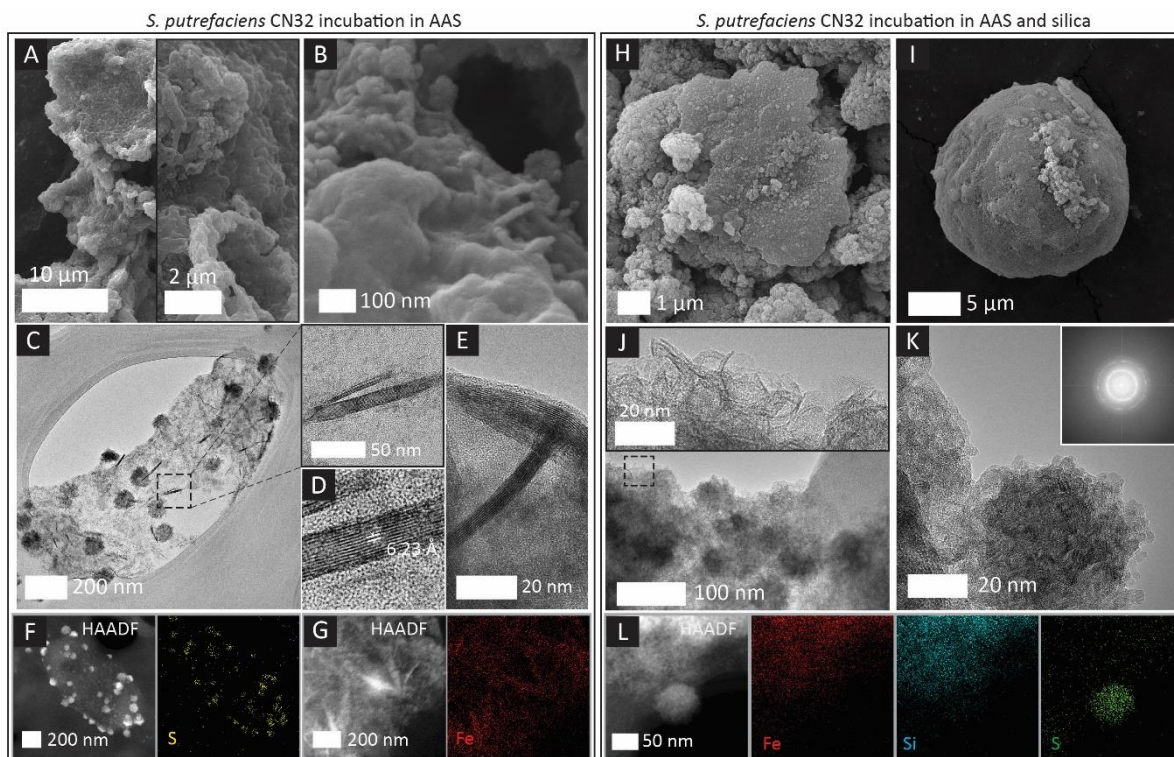 S. putrefaciens CN32 incubation in AAS
S. putrefaciens CN32 incubation in AAS and silica
A
10 µm
2 µm
B
100 nm
H
1 µm
I
5 µm
C
200 nm
50 nm
D
6.23 Å
E
20 nm
J
20 nm
100 nm
K
20 nm
F
HAADF
200 nm
S
G
HAADF
200 nm
Fe
L
HAADF
50 nm
Fe
Si
S